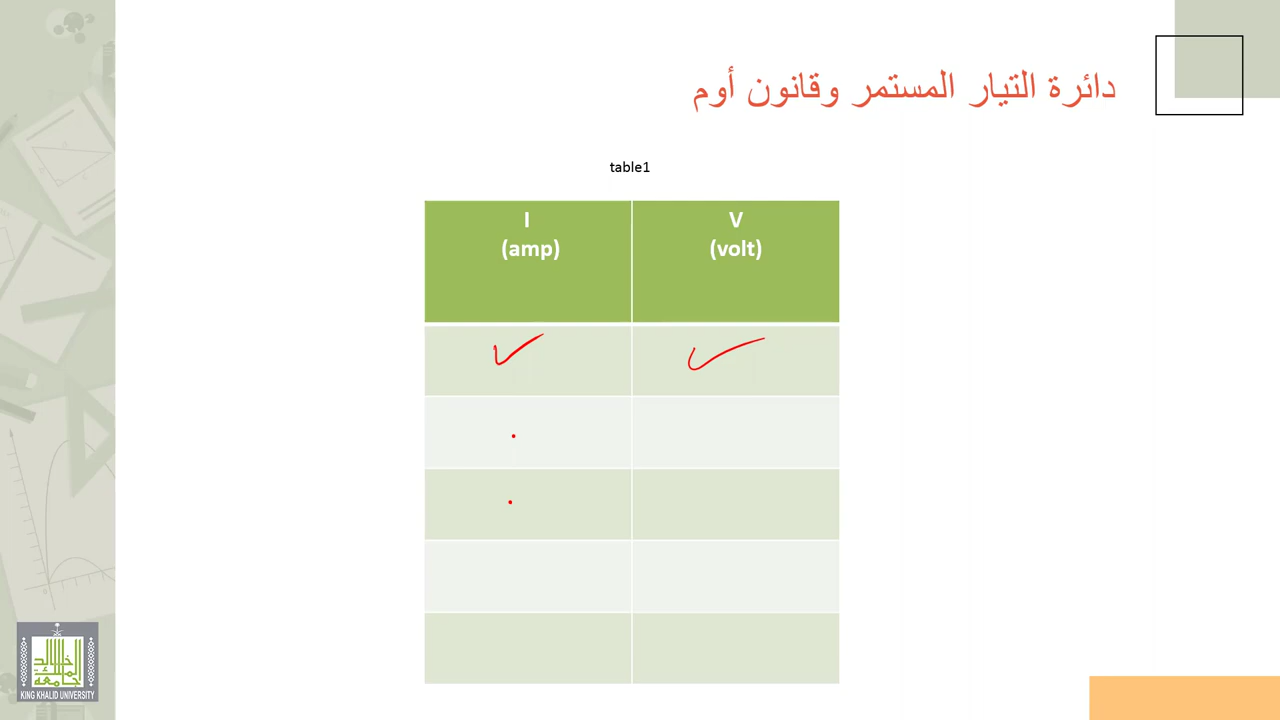 دائرة التيار المستمر وقانون أوم
table1
I
(amp)
V
(volt)
KING KHALID UNIVERSITY